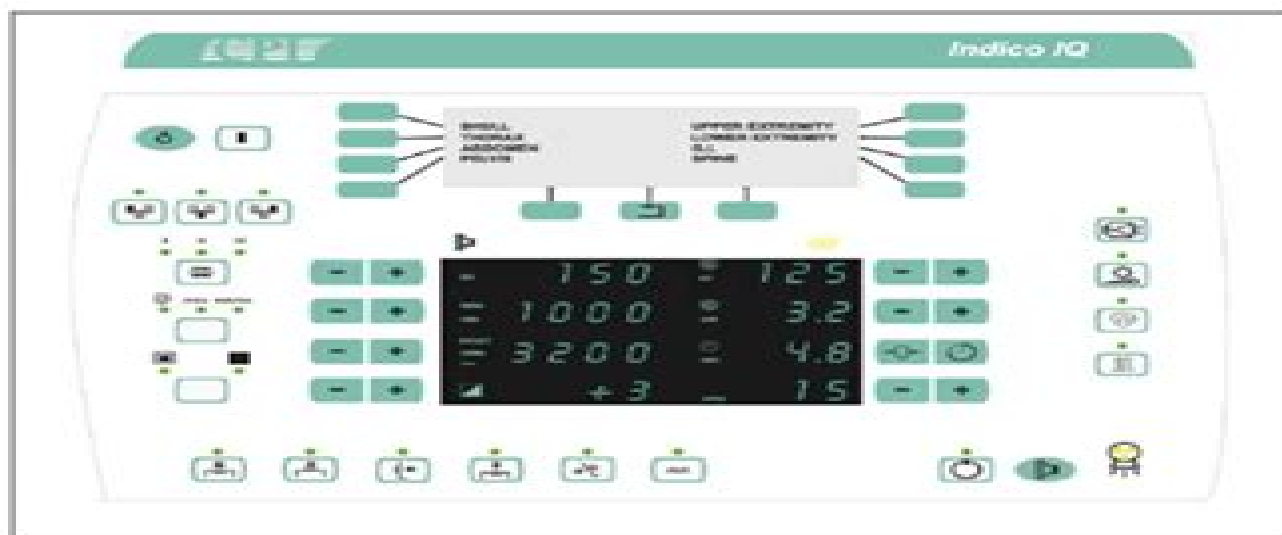 Indico IQ
SKULL
THORAX
ABDOMEN
PELVIS
UPPER EXTREMITY
LOWER EXTREMITY
G.I.
SPINE
150
1000
3200
+3
125
3.2
4.8
15